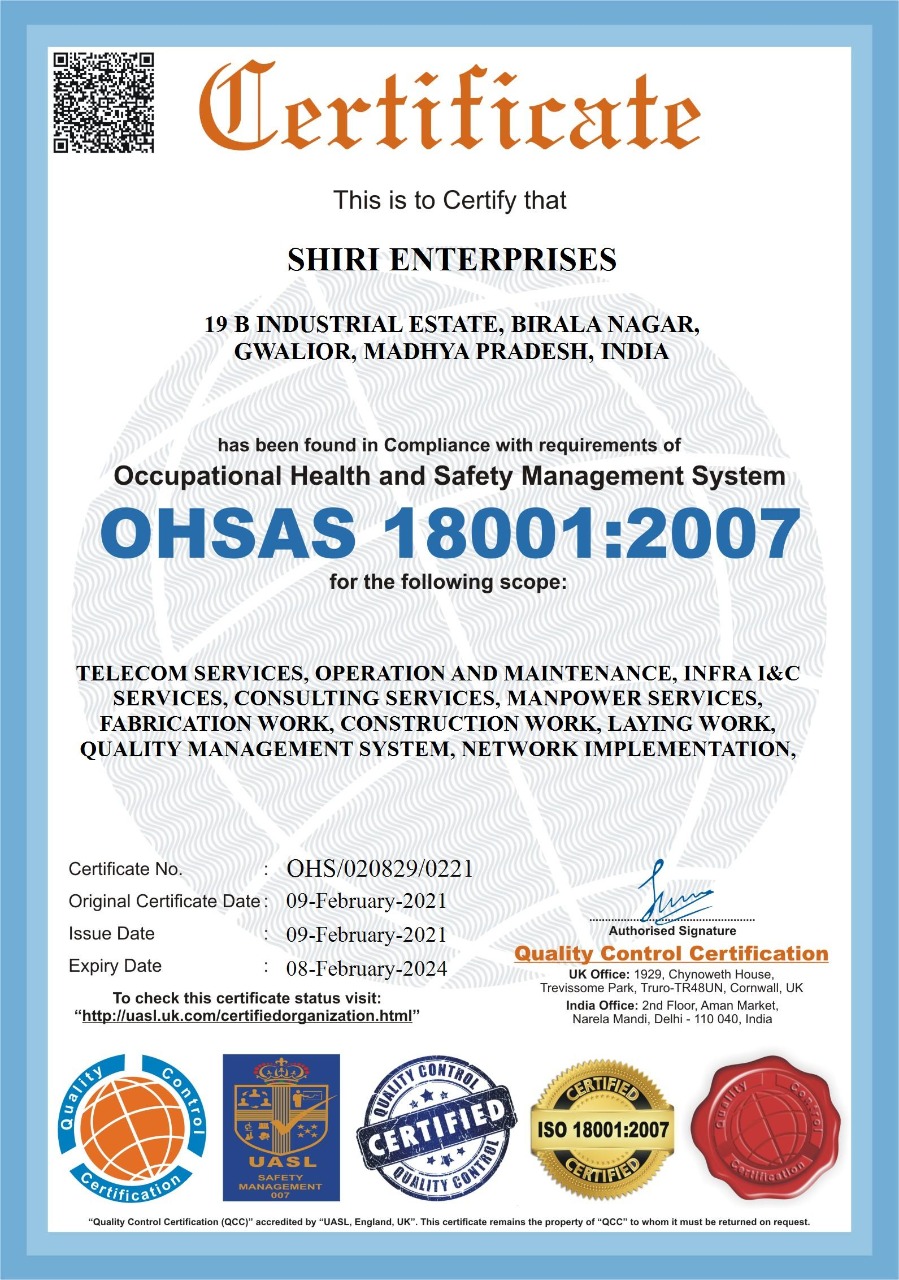 Certificate
This is to Certify that
SHIRI ENTERPRISES
19 B INDUSTRIAL ESTATE, BIRALA NAGAR,
GWALIOR, MADHYA PRADESH, INDIA
has been found in Compliance with requirements of
Occupational Health and Safety Management System
OHSAS 18001:2007
for the following scope:
TELECOM SERVICES, OPERATION AND MAINTENANCE, INFRA I&C
SERVICES, CONSULTING SERVICES, MANPOWER SERVICES,
FABRICATION WORK, CONSTRUCTION WORK, LAYING WORK,
QUALITY MANAGEMENT SYSTEM, NETWORK IMPLEMENTATION,
Certificate No. : OHS/020829/0221
Original Certificate Date : 09-February-2021
Issue Date : 09-February-2021
Expiry Date : 08-February-2024
To check this certificate status visit:
“http://uasl.uk.com/certifiedorganization.html”
Authorised Signature
Quality Control Certification
UK Office: 1929, Chynoweth House,
Trevissome Park, Truro-TR48UN, Cornwall, UK
India Office: 2nd Floor, Aman Market,
Narela Mandi, Delhi - 110 040, India
Quality Control
Certification
UASL
SAFETY
MANAGEMENT
007
QUALITY CONTROL
CERTIFIED
QUALITY CONTROL
CERTIFIED
ISO 18001:2007
CERTIFIED
Quality Control
Certification
“Quality Control Certification (QCC)” accredited by “UASL, England, UK”. This certificate remains the property of “QCC” to whom it must be returned on request.